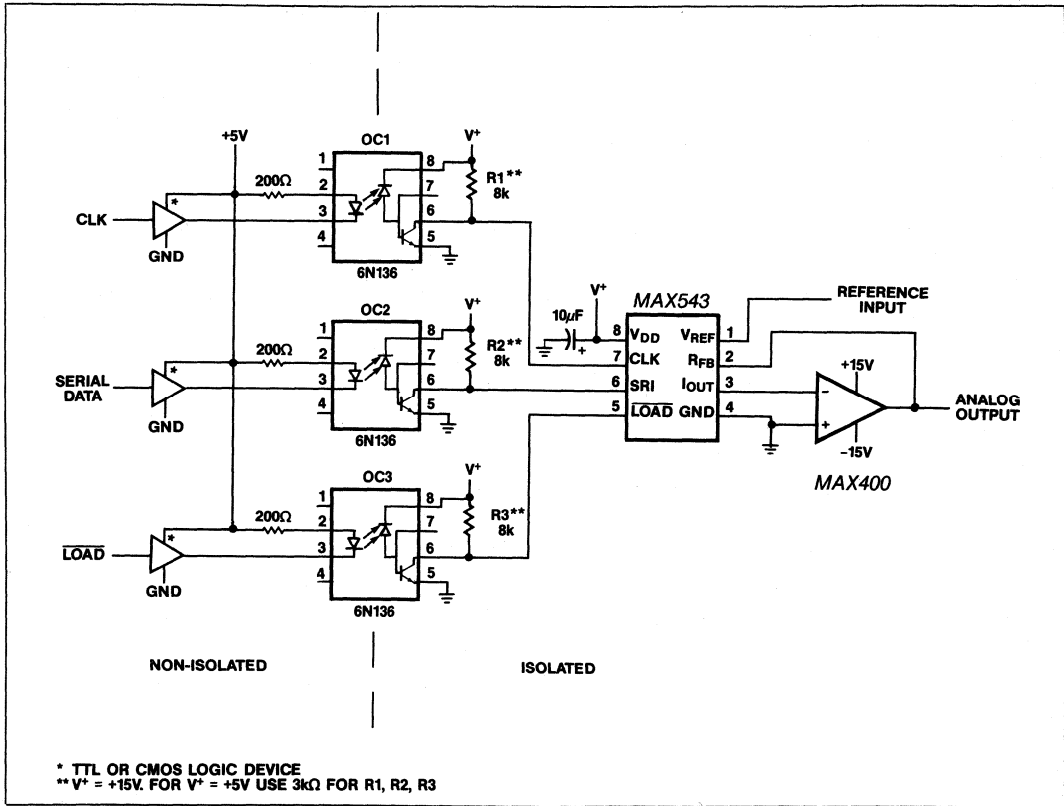 +5V
OC1
V+
1
8
R1**
8k
200Ω
2
7
*
CLK
3
6
GND
4
5
6N136
OC2
V+
1
8
R2**
8k
200Ω
2
7
*
SERIAL
DATA
3
6
GND
4
5
6N136
V+
10μF
+
MAX543
8 VDD VREF 1
REFERENCE
INPUT
7 CLK RFB 2
6 SRI IOUT 3
5 LOAD GND 4
+15V
−
+
−15V
ANALOG
OUTPUT
MAX400
OC3
V+
1
8
R3**
8k
200Ω
2
7
*
LOAD
3
6
GND
4
5
6N136
NON-ISOLATED
ISOLATED
* TTL OR CMOS LOGIC DEVICE
** V+ = +15V. FOR V+ = +5V USE 3kΩ FOR R1, R2, R3